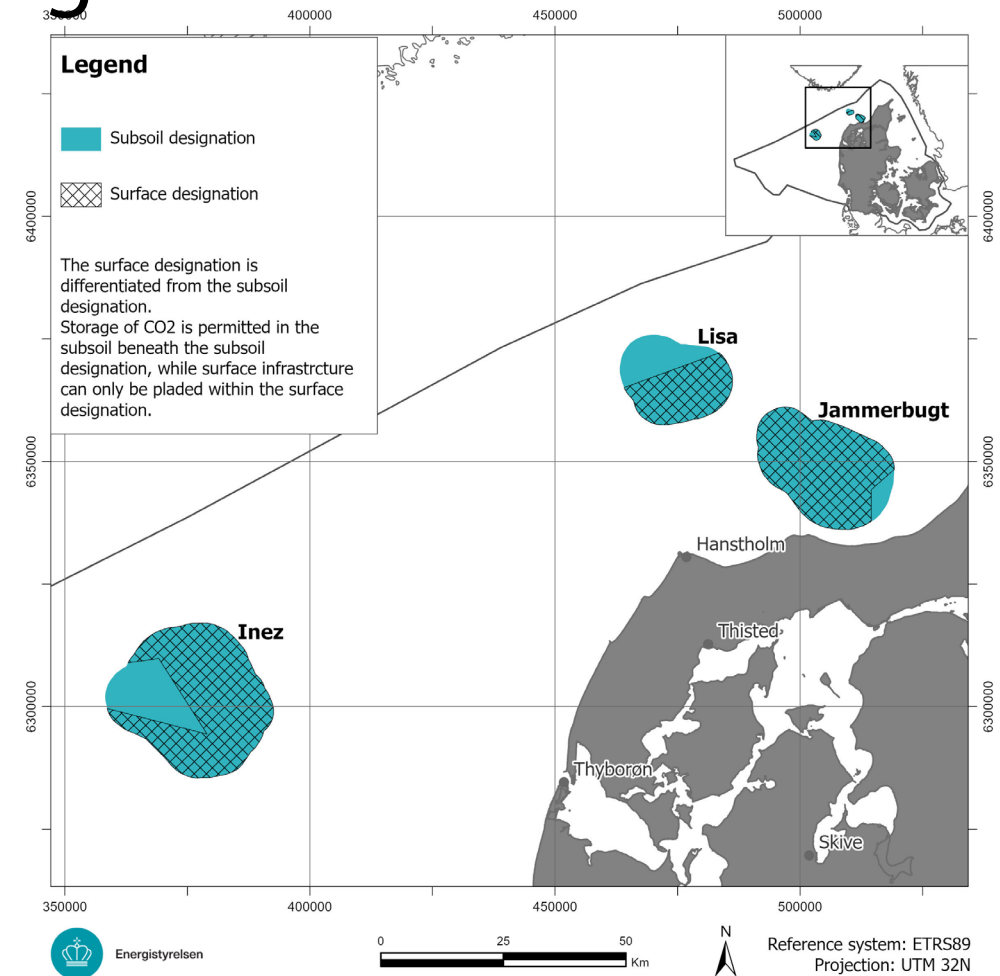 350000 400000 450000 500000
Legend
Subsoil designation
Surface designation
The surface designation is
differentiated from the subsoil
designation.
Storage of CO2 is permitted in the
subsoil beneath the subsoil
designation, while surface infrastrcture
can only be pladed within the surface
designation.
6400000 6400000
Lisa
Jammerbugt
6350000 6350000
Hanstholm
Inez
Thisted
6300000 6300000
Thyborøn
Skive
350000 400000 450000 500000
Energistyrelsen
0 25 50
Km
N
Reference system: ETRS89
Projection: UTM 32N